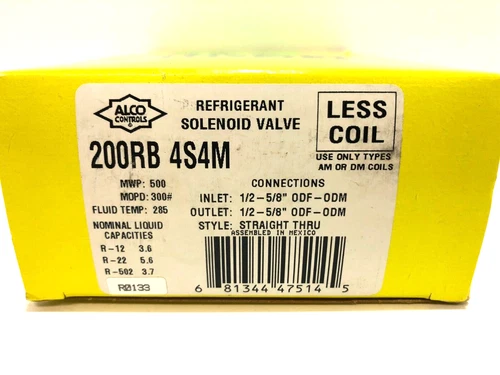 ALCO
CONTROLS
REFRIGERANT
SOLENOID VALVE
LESS
COIL
200RB 4S4M
USE ONLY TYPES
AM OR DM COILS
MWP: 500
MOPD: 300#
FLUID TEMP: 285
NOMINAL LIQUID
CAPACITIES
R-12 3.6
R-22 5.6
R-502 3.7
R0133
CONNECTIONS
INLET: 1/2-5/8" ODF-ODM
OUTLET: 1/2-5/8" ODF-ODM
STYLE: STRAIGHT THRU
ASSEMBLED IN MEXICO
6 81344 47514 5